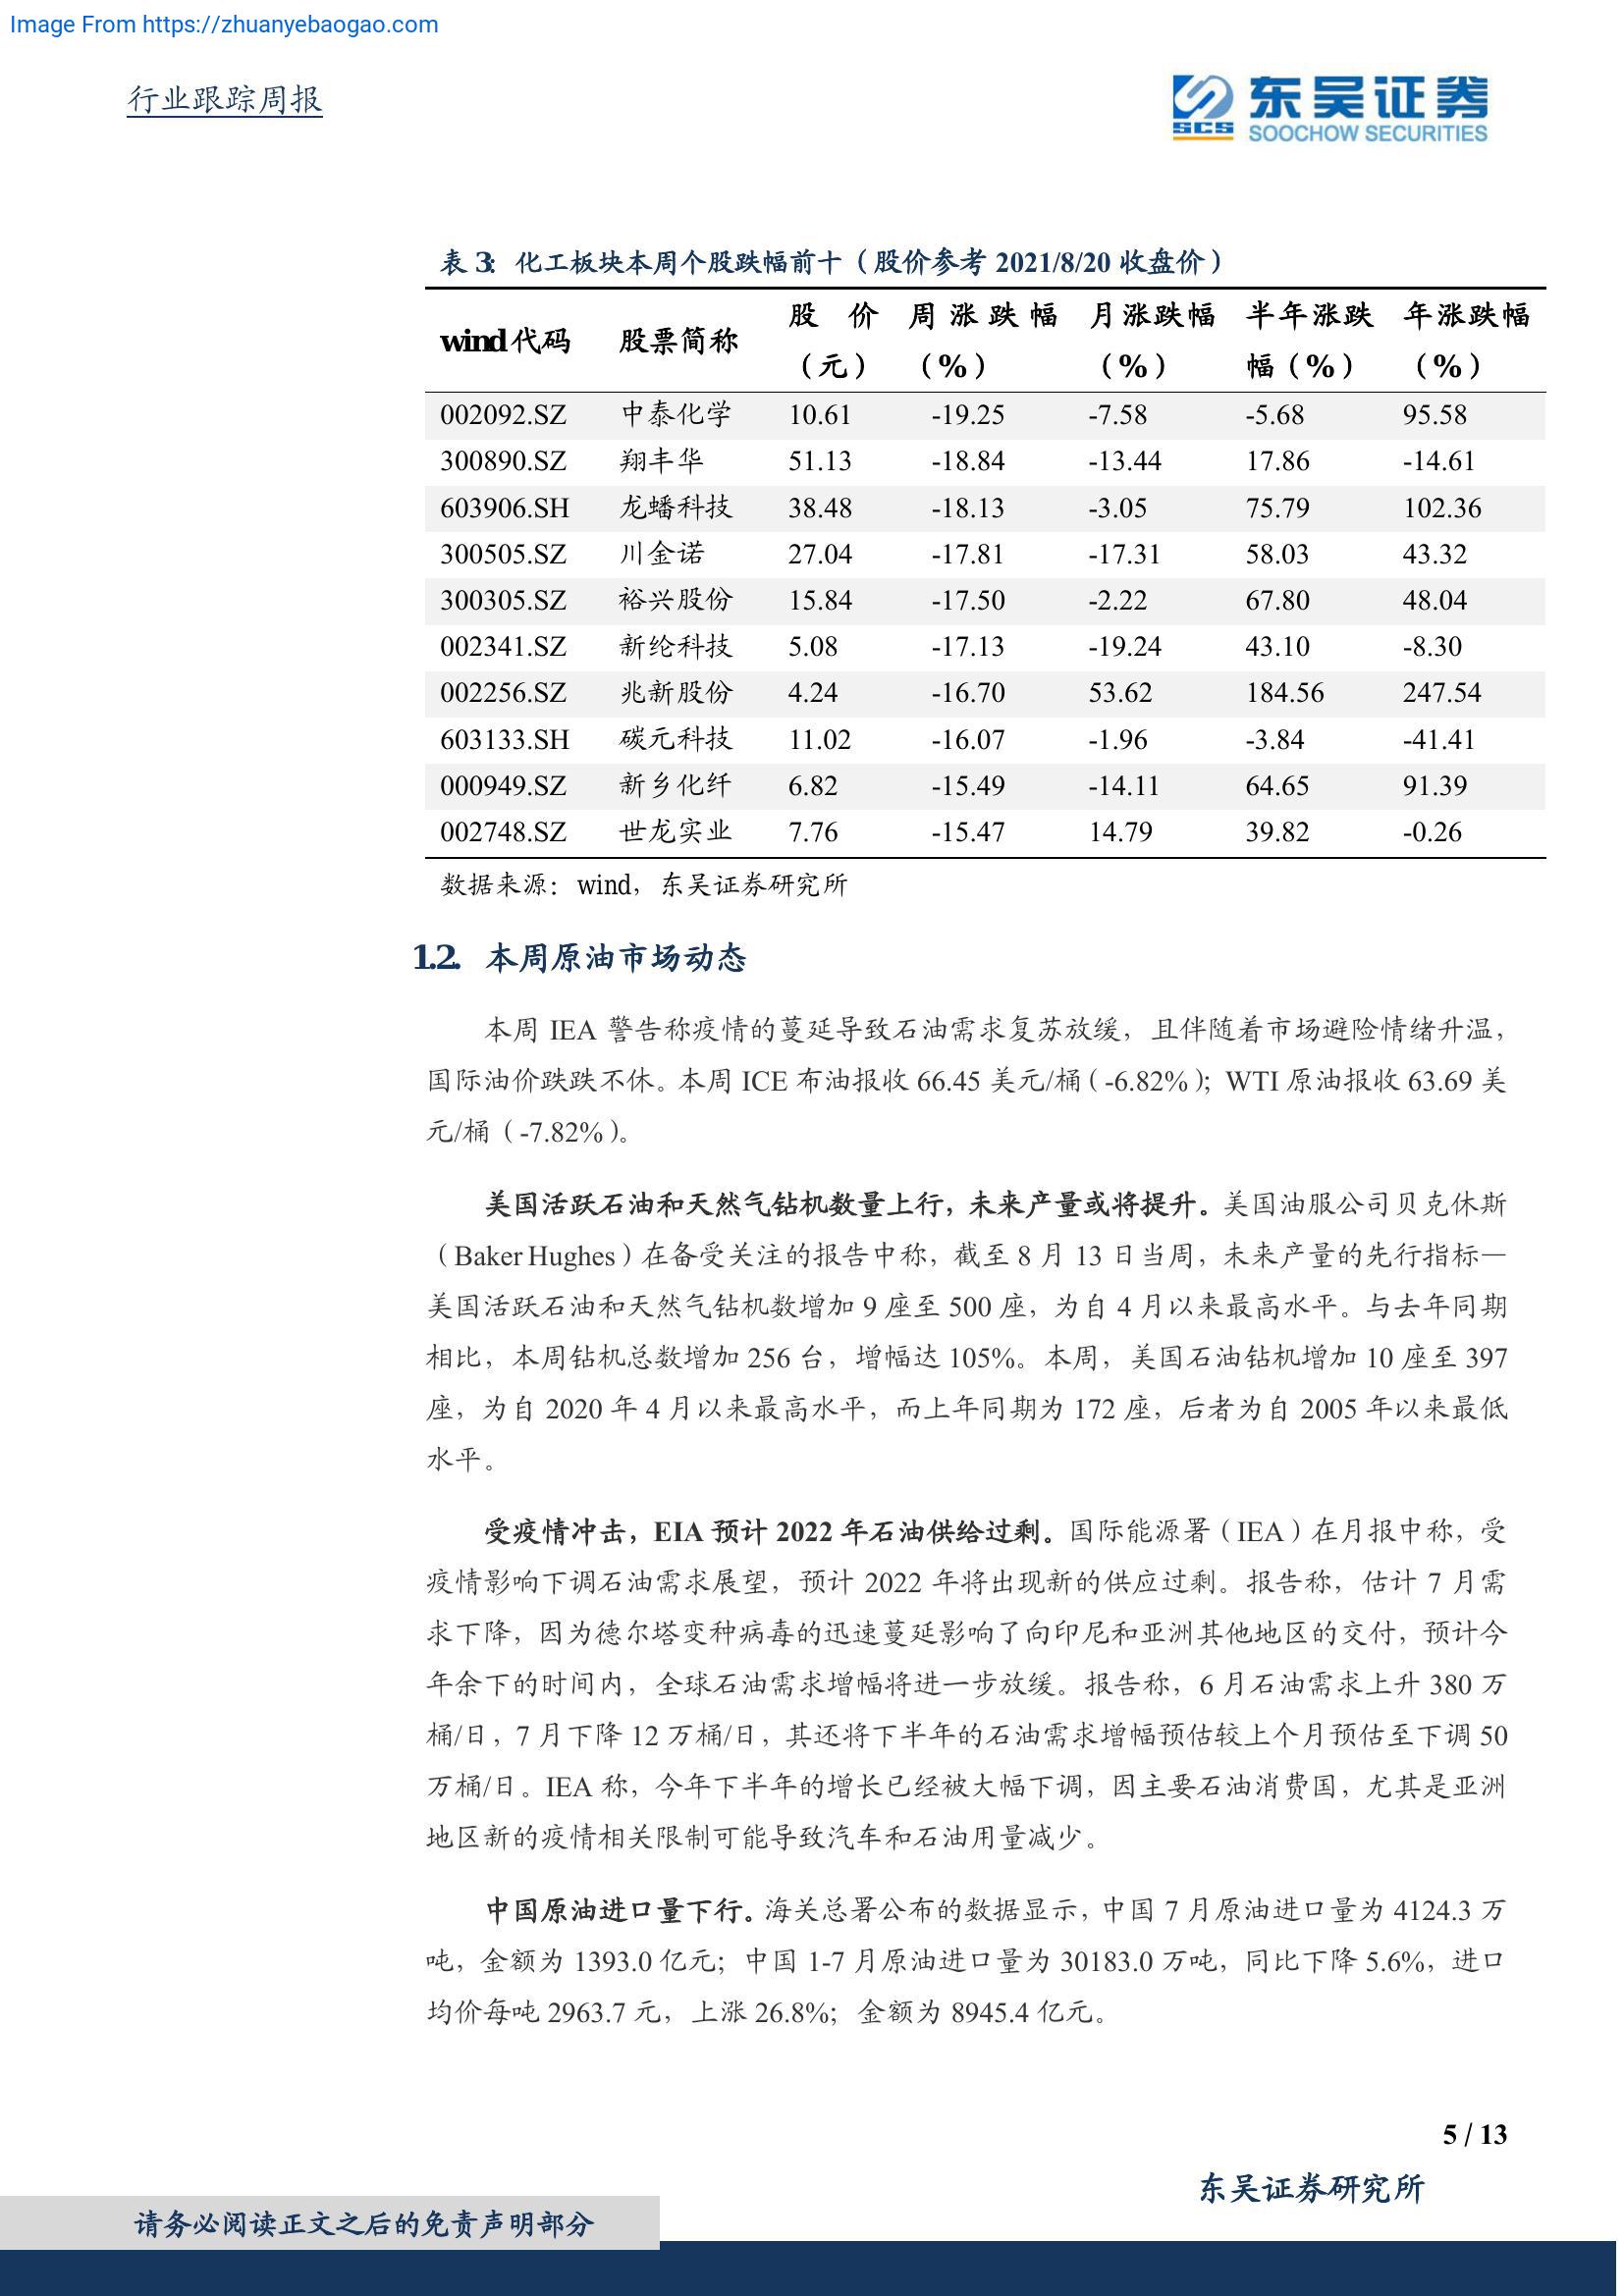 Image From https://zhuanyebaogao.com
行业跟踪周报
东吴证券
SCS
SOOCHOW SECURITIES
表 3: 化工板块本周个股跌幅前十（股价参考 2021/8/20 收盘价）
wind 代码 股票简称 股 价（元） 周涨跌幅（%） 月涨跌幅（%） 半年涨跌幅（%） 年涨跌幅（%）
002092.SZ 中泰化学 10.61 -19.25 -7.58 -5.68 95.58
300890.SZ 翔丰华 51.13 -18.84 -13.44 17.86 -14.61
603906.SH 龙蟠科技 38.48 -18.13 -3.05 75.79 102.36
300505.SZ 川金诺 27.04 -17.81 -17.31 58.03 43.32
300305.SZ 裕兴股份 15.84 -17.50 -2.22 67.80 48.04
002341.SZ 新纶科技 5.08 -17.13 -19.24 43.10 -8.30
002256.SZ 兆新股份 4.24 -16.70 53.62 184.56 247.54
603133.SH 碳元科技 11.02 -16.07 -1.96 -3.84 -41.41
000949.SZ 新乡化纤 6.82 -15.49 -14.11 64.65 91.39
002748.SZ 世龙实业 7.76 -15.47 14.79 39.82 -0.26
数据来源：wind，东吴证券研究所
1.2. 本周原油市场动态
本周 IEA 警告称疫情的蔓延导致石油需求复苏放缓，且伴随着市场避险情绪升温，
国际油价跌跌不休。本周 ICE 布油报收 66.45 美元/桶（-6.82%）；WTI 原油报收 63.69 美
元/桶（-7.82%）。
美国活跃石油和天然气钻机数量上行，未来产量或将提升。美国油服公司贝克休斯
（Baker Hughes）在备受关注的报告中称，截至 8 月 13 日当周，未来产量的先行指标—
美国活跃石油和天然气钻机数增加 9 座至 500 座，为自 4 月以来最高水平。与去年同期
相比，本周钻机总数增加 256 台，增幅达 105%。本周，美国石油钻机增加 10 座至 397
座，为自 2020 年 4 月以来最高水平，而上年同期为 172 座，后者为自 2005 年以来最低
水平。
受疫情冲击，EIA 预计 2022 年石油供给过剩。国际能源署（IEA）在月报中称，受
疫情影响下调石油需求展望，预计 2022 年将出现新的供应过剩。报告称，估计 7 月需
求下降，因为德尔塔变种病毒的迅速蔓延影响了向印尼和亚洲其他地区的交付，预计今
年余下的时间内，全球石油需求增幅将进一步放缓。报告称，6 月石油需求上升 380 万
桶/日，7 月下降 12 万桶/日，其还将下半年的石油需求增幅预估较上个月预估至下调 50
万桶/日。IEA 称，今年下半年的增长已经被大幅下调，因主要石油消费国，尤其是亚洲
地区新的疫情相关限制可能导致汽车和石油用量减少。
中国原油进口量下行。海关总署公布的数据显示，中国 7 月原油进口量为 4124.3 万
吨，金额为 1393.0 亿元；中国 1-7 月原油进口量为 30183.0 万吨，同比下降 5.6%，进口
均价每吨 2963.7 元，上涨 26.8%；金额为 8945.4 亿元。
5 / 13
东吴证券研究所
请务必阅读正文之后的免责声明部分